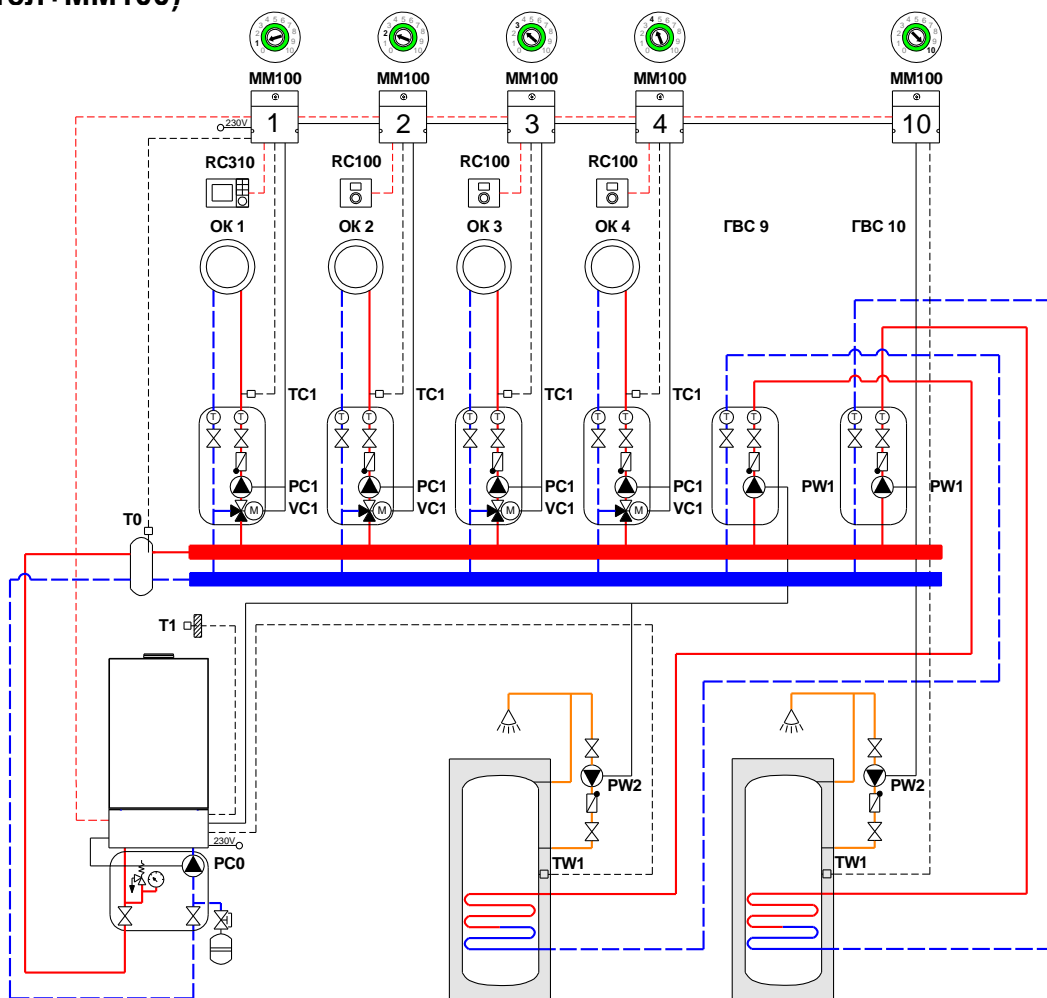 MM100 MM100 MM100 MM100 MM100
1 2 3 4 10
230V
RC310 RC100 RC100 RC100
ОК 1 ОК 2 ОК 3 ОК 4 ГВС 9 ГВС 10
TC1 TC1 TC1 TC1
T T T T T T T T T T T T
PC1 PC1 PC1 PC1 PW1 PW1
M M M M
VC1 VC1 VC1 VC1
T0
T1
PW2 PW2
230V
PC0
TW1 TW1